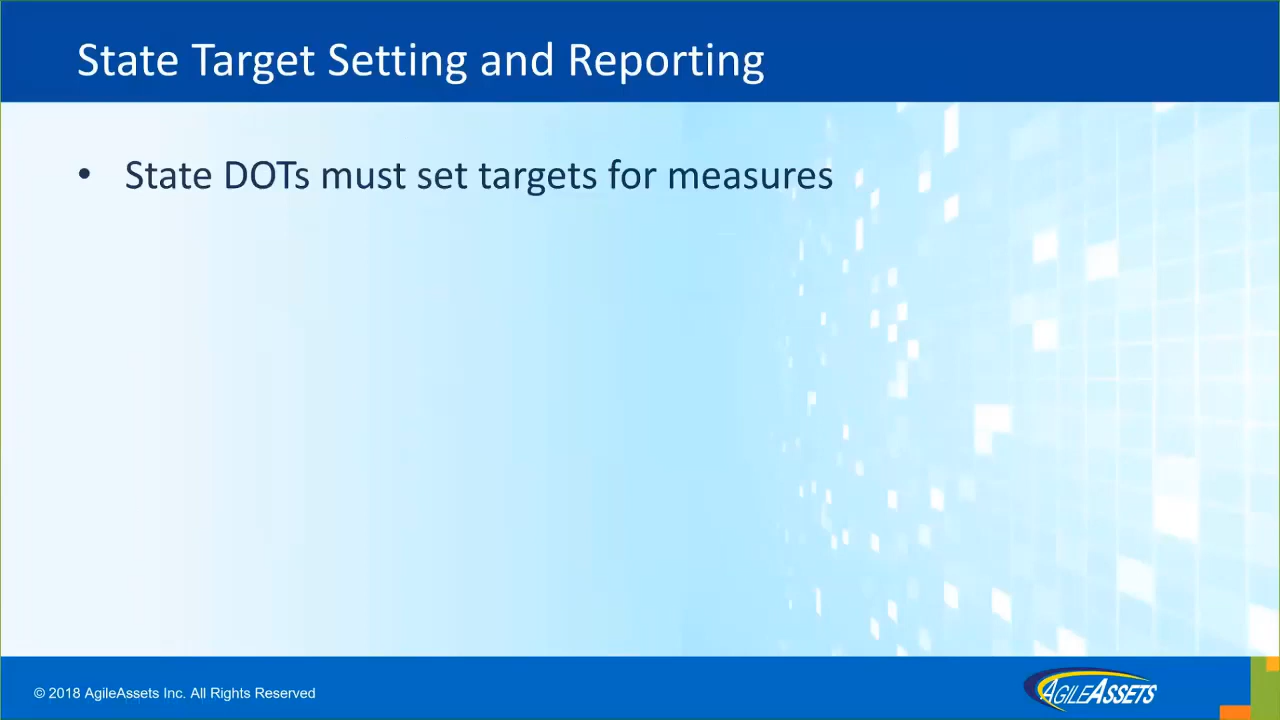 State Target Setting and Reporting
• State DOTs must set targets for measures
© 2018 AgileAssets Inc. All Rights Reserved
AGILEASSETS